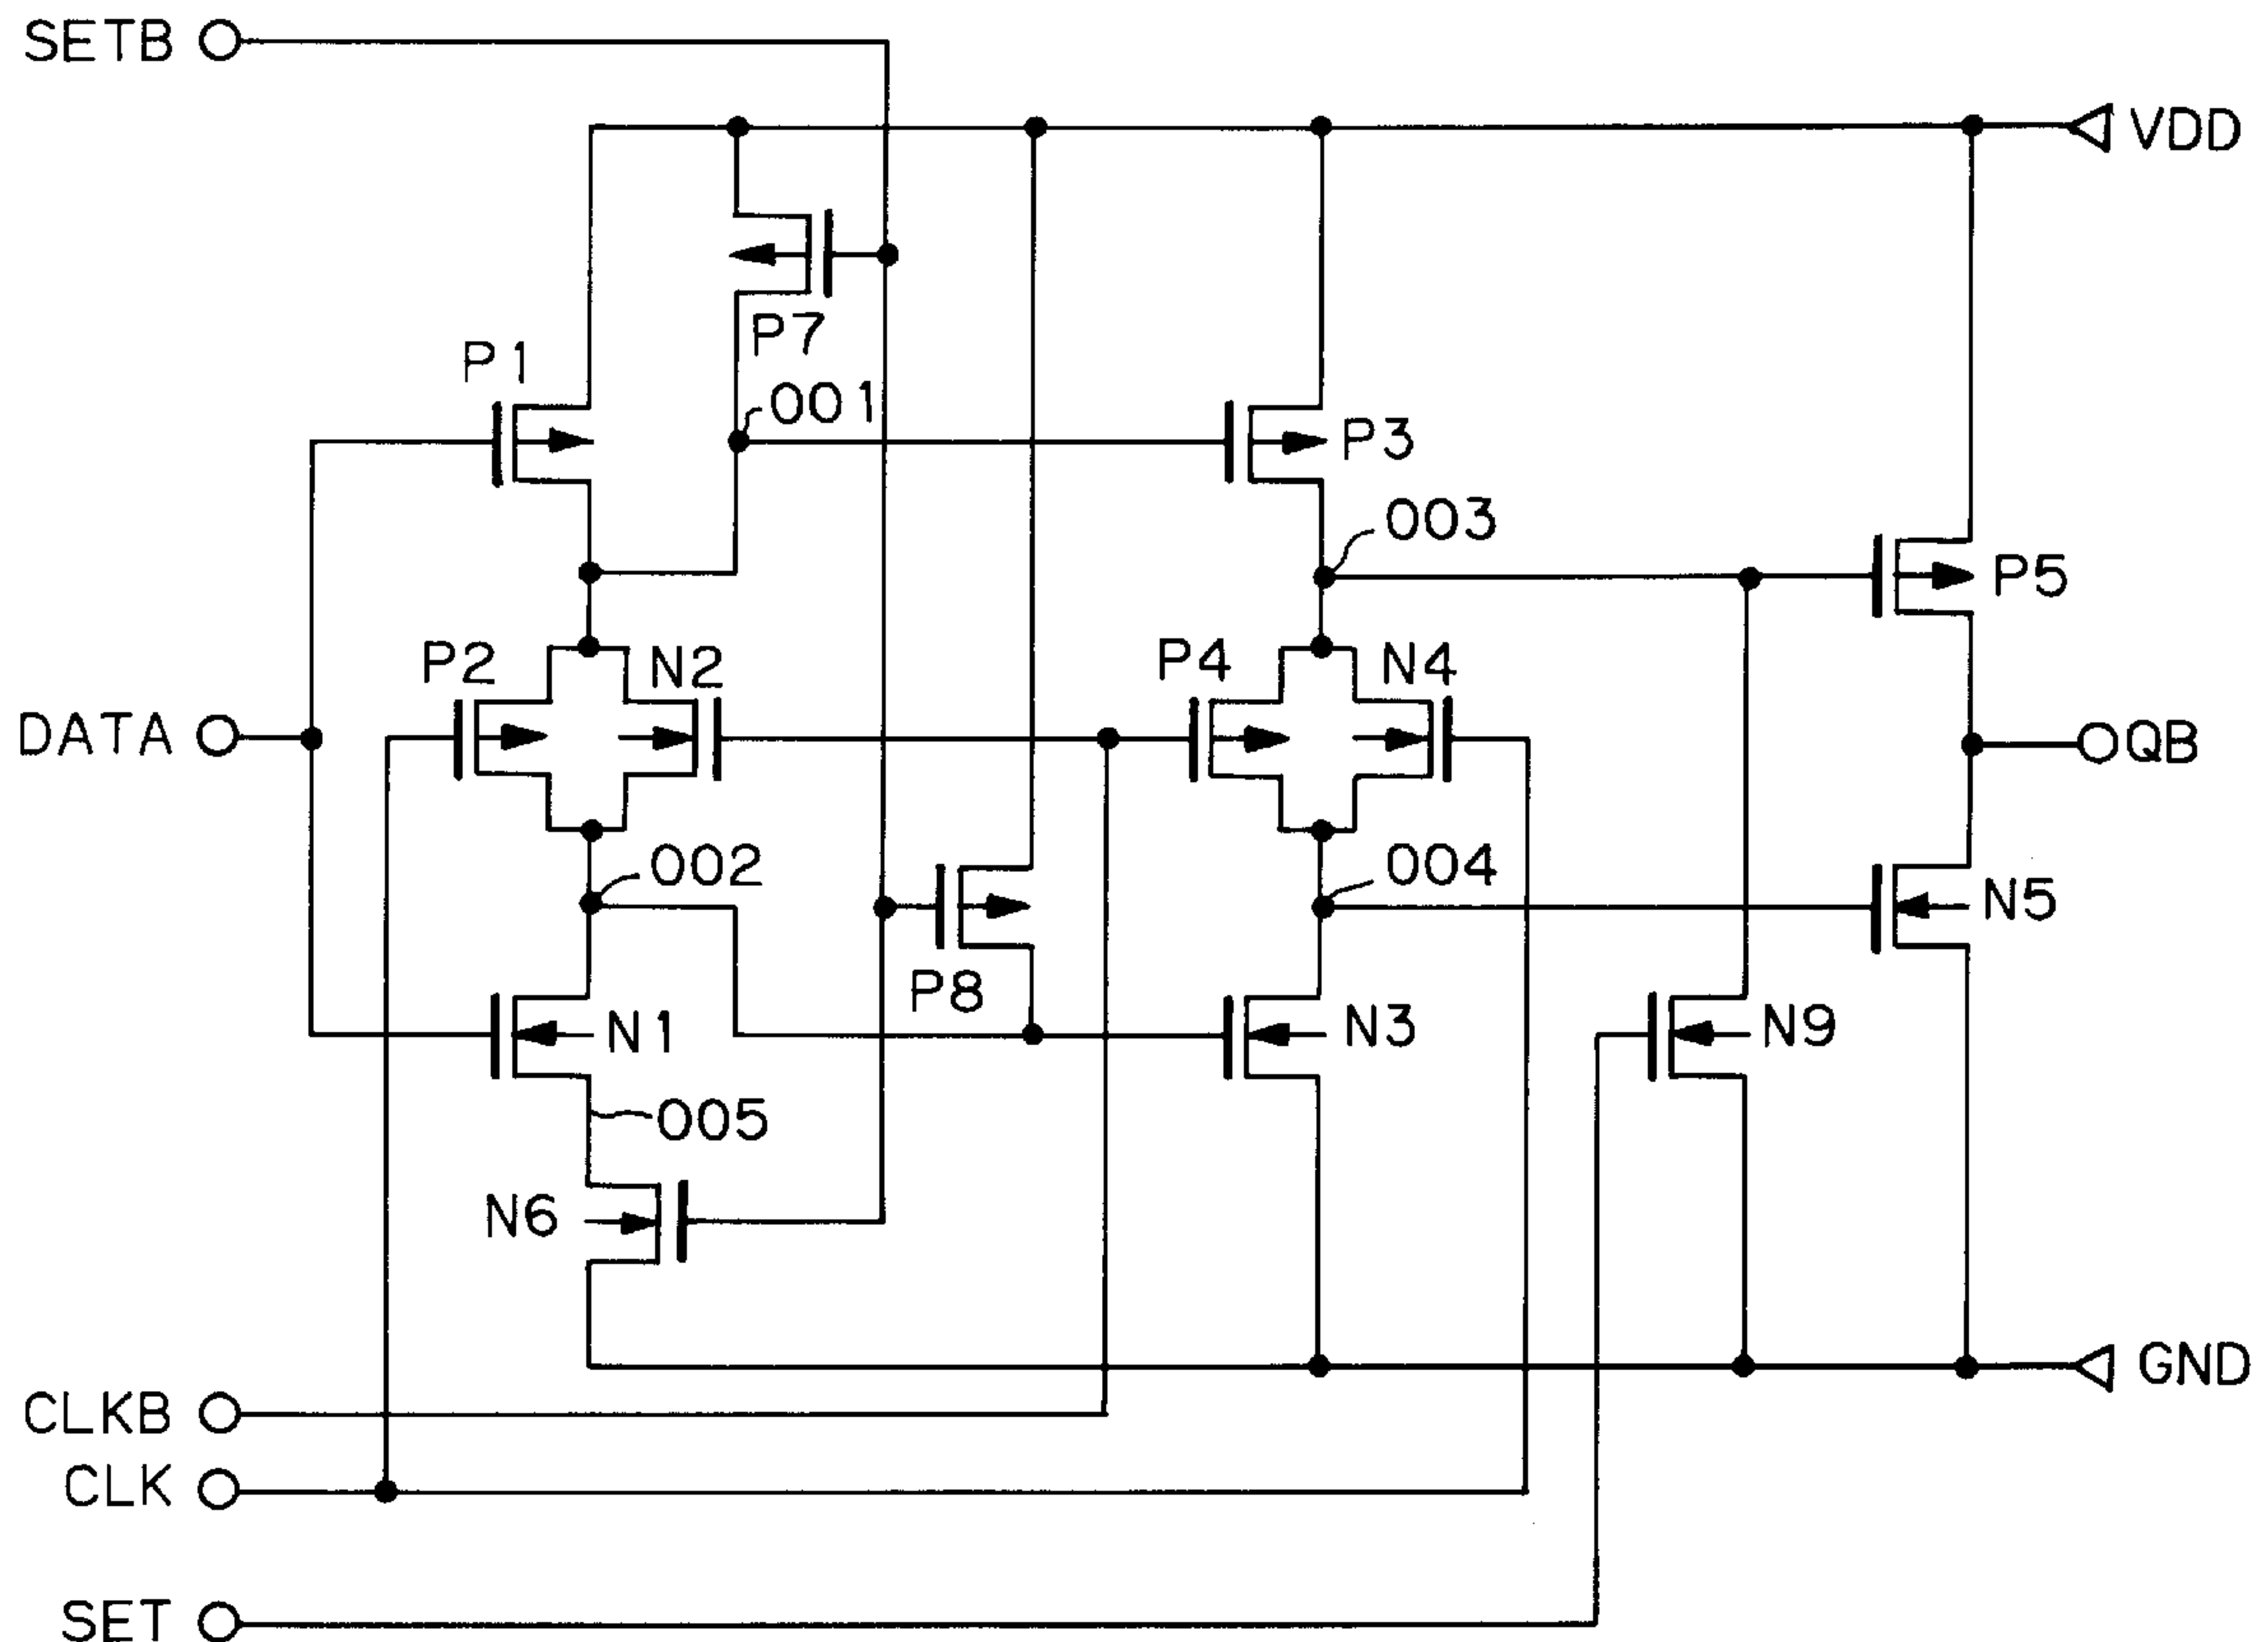 SETB
VDD
P7
P1
001
P3
003
P5
P2
N2
P4
N4
DATA
QB
002
004
N5
P8
N1
N3
N9
005
N6
GND
CLKB
CLK
SET